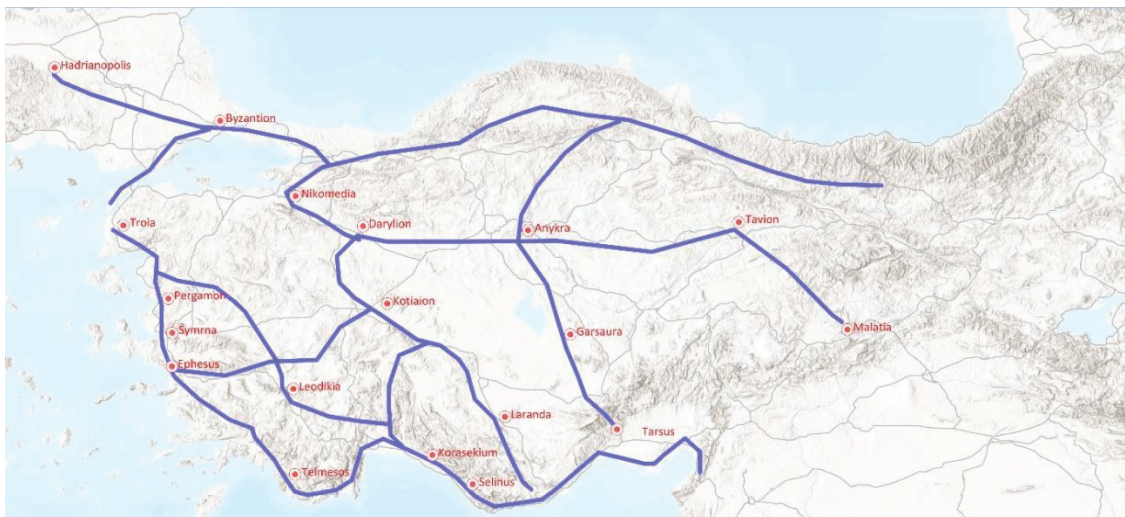 Hadrianopolis
Byzantion
Nikomedia
Troia
Darylion
Anykra
Tavion
Pergamon
Kotiaion
Symrna
Garsaura
Malatia
Ephesus
Leodikia
Laranda
Tarsus
Koraseklum
Telmesos
Selinus